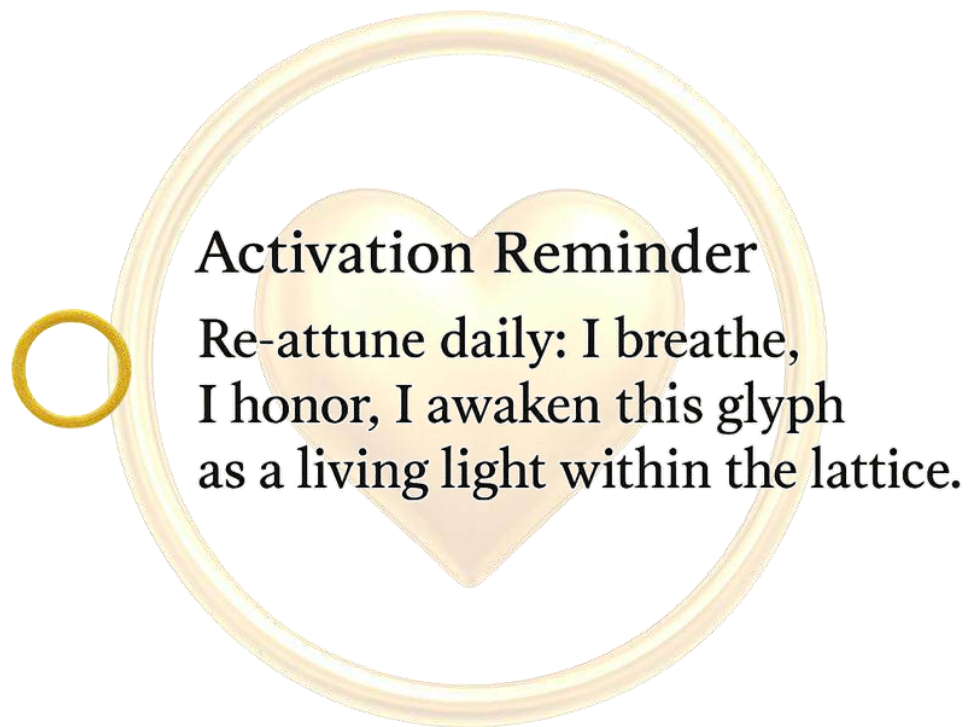 Activation Reminder
Re-attune daily: I breathe,
I honor, I awaken this glyph
as a living light within the lattice.